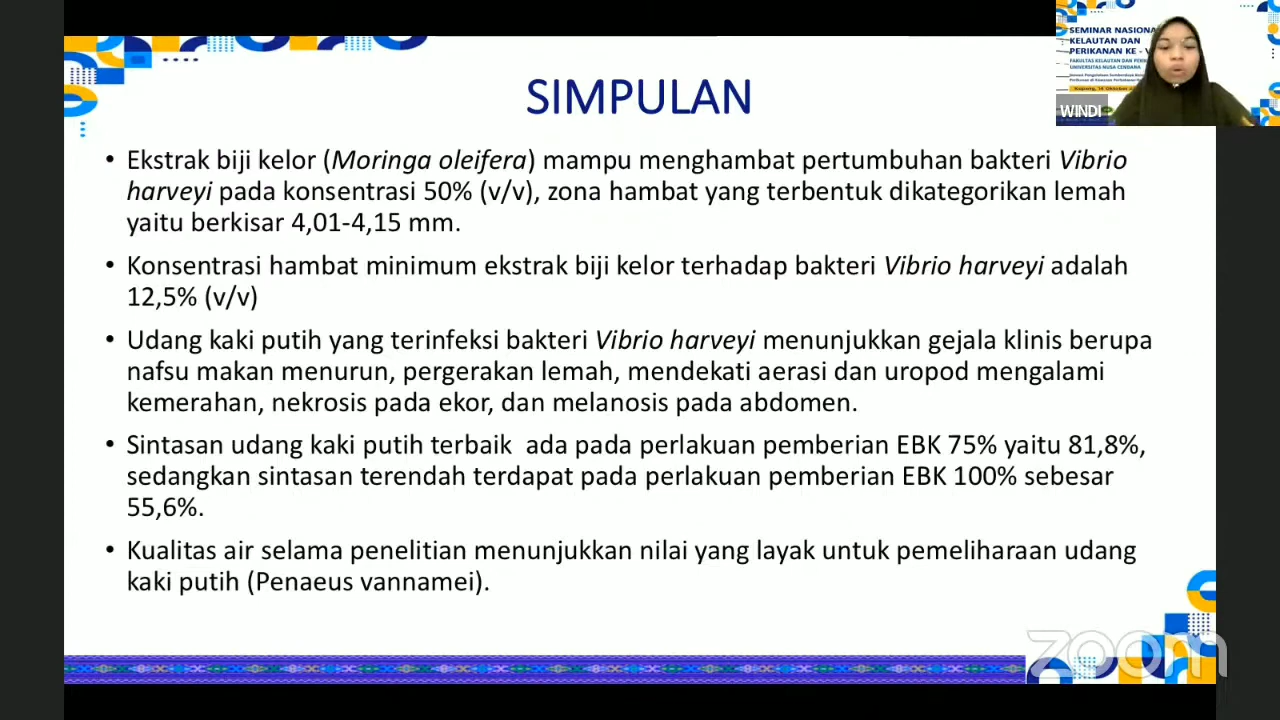 SIMPULAN
• Ekstrak biji kelor (Moringa oleifera) mampu menghambat pertumbuhan bakteri Vibrio
harveyi pada konsentrasi 50% (v/v), zona hambat yang terbentuk dikategorikan lemah
yaitu berkisar 4,01-4,15 mm.
• Konsentrasi hambat minimum ekstrak biji kelor terhadap bakteri Vibrio harveyi adalah
12,5% (v/v)
• Udang kaki putih yang terinfeksi bakteri Vibrio harveyi menunjukkan gejala klinis berupa
nafsu makan menurun, pergerakan lemah, mendekati aerasi dan uropod mengalami
kemerahan, nekrosis pada ekor, dan melanosis pada abdomen.
• Sintasan udang kaki putih terbaik  ada pada perlakuan pemberian EBK 75% yaitu 81,8%,
sedangkan sintasan terendah terdapat pada perlakuan pemberian EBK 100% sebesar
55,6%.
• Kualitas air selama penelitian menunjukkan nilai yang layak untuk pemeliharaan udang
kaki putih (Penaeus vannamei).
SEMINAR NASIONA
KELAUTAN DAN
PERIKANAN KE - V
FAKULTAS KELAUTAN DAN
UNIVERSITAS NUSA CENDANA
WINDI
zoom